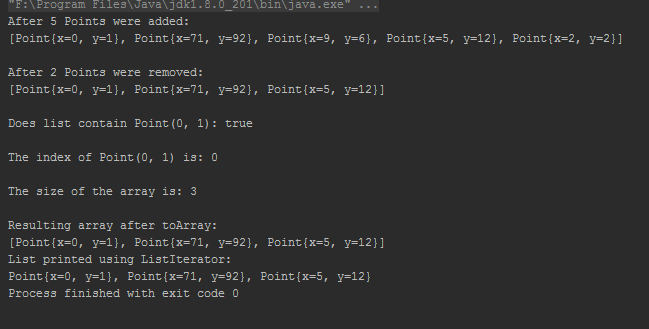 "F:\Program Files\Java\jdk1.8.0_201\bin\java.exe" ...
After 5 Points were added:
[Point{x=0, y=1}, Point{x=71, y=92}, Point{x=9, y=6}, Point{x=5, y=12}, Point{x=2, y=2}]
After 2 Points were removed:
[Point{x=0, y=1}, Point{x=71, y=92}, Point{x=5, y=12}]
Does list contain Point(0, 1): true
The index of Point(0, 1) is: 0
The size of the array is: 3
Resulting array after toArray:
[Point{x=0, y=1}, Point{x=71, y=92}, Point{x=5, y=12}]
List printed using ListIterator:
Point{x=0, y=1}, Point{x=71, y=92}, Point{x=5, y=12}
Process finished with exit code 0